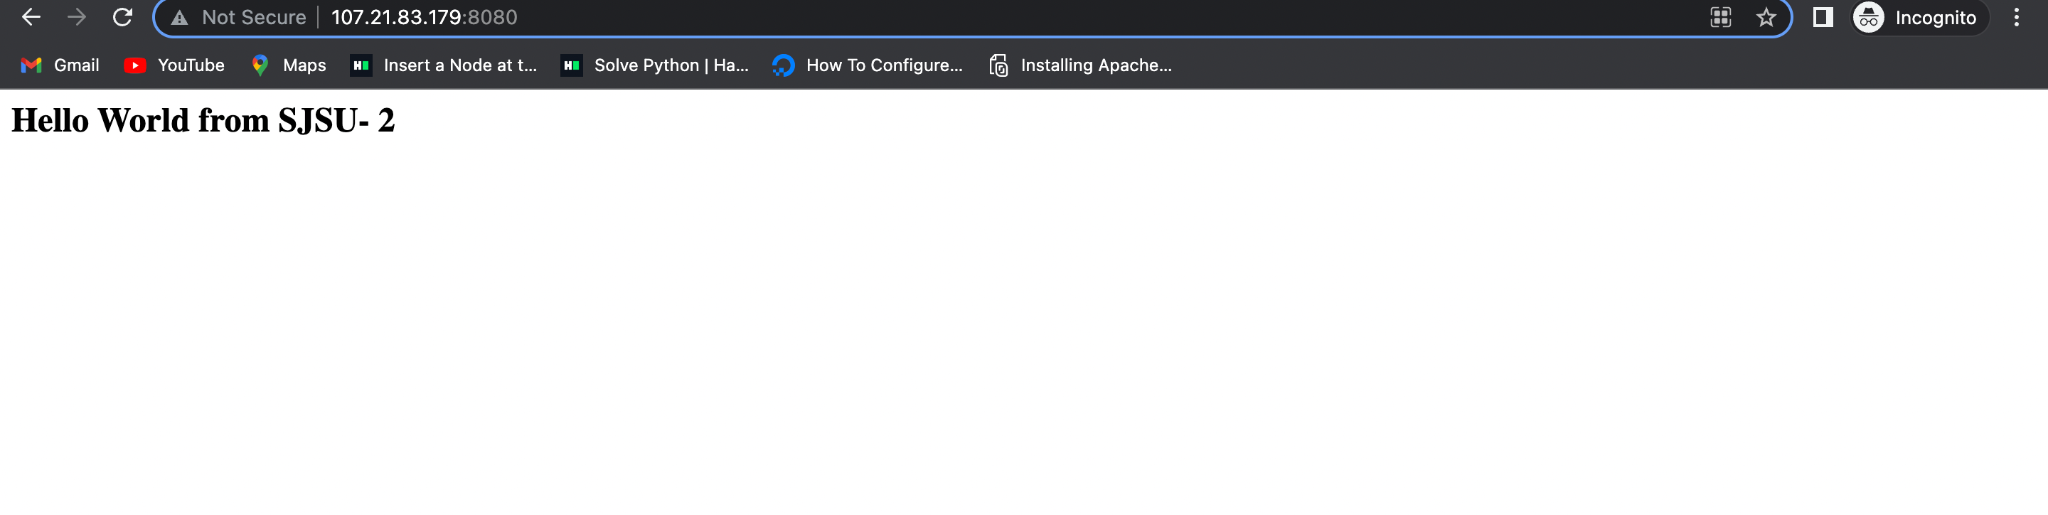 Not Secure | 107.21.83.179:8080 Incognito
Gmail YouTube Maps Insert a Node at t... Solve Python | Ha... How To Configure... Installing Apache...
Hello World from SJSU- 2